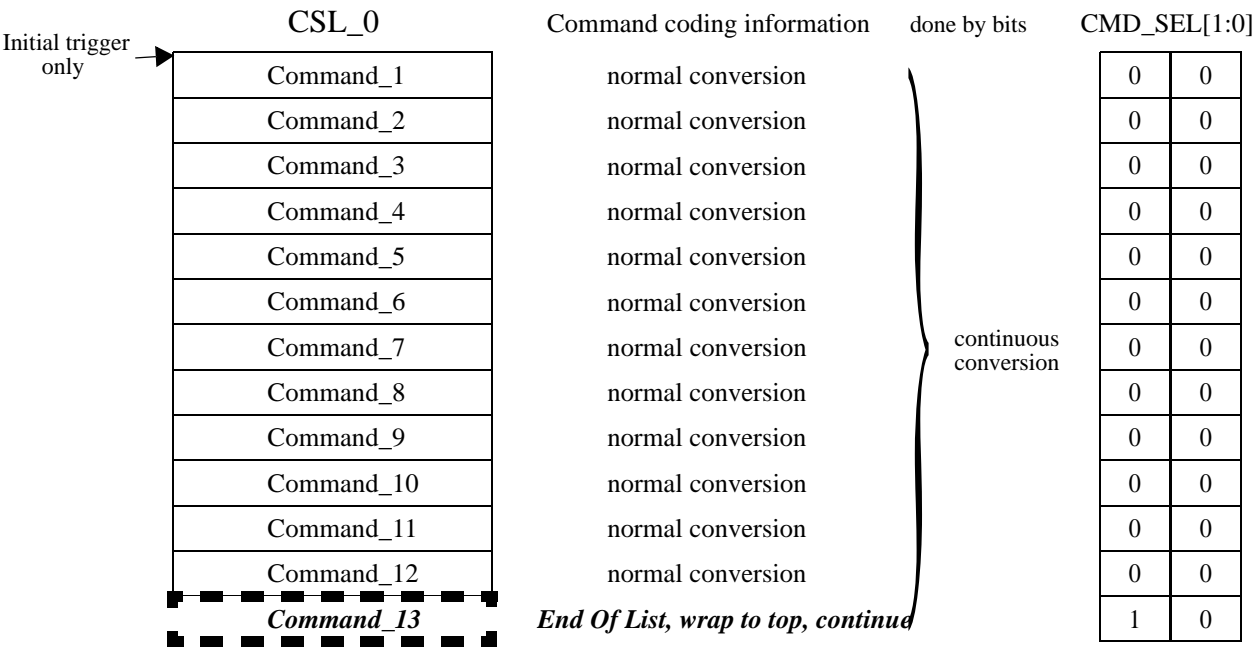 CSL_0 Command coding information done by bits CMD_SEL[1:0]
Initial trigger
only
Command_1 normal conversion 0 0
Command_2 normal conversion 0 0
Command_3 normal conversion 0 0
Command_4 normal conversion 0 0
Command_5 normal conversion 0 0
Command_6 normal conversion 0 0
Command_7 normal conversion 0 0
continuous
conversion
Command_8 normal conversion 0 0
Command_9 normal conversion 0 0
Command_10 normal conversion 0 0
Command_11 normal conversion 0 0
Command_12 normal conversion 0 0
Command_13 End Of List, wrap to top, continue 1 0